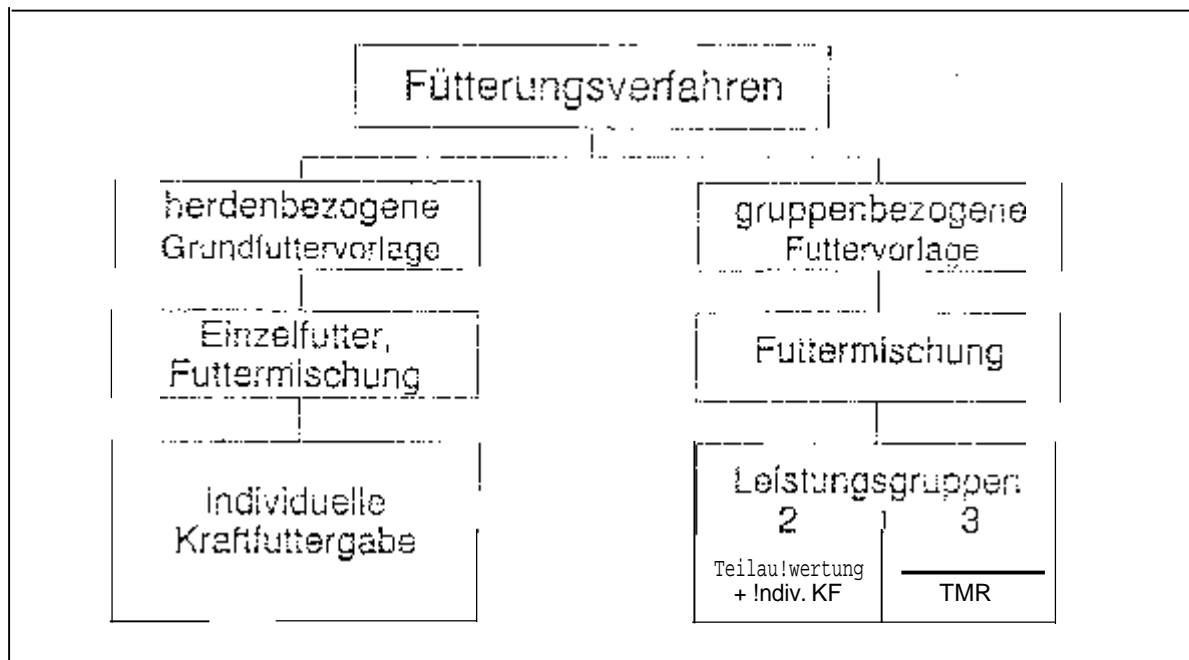 Fütterungsverfahren
herdenbezogene
Grundfuttervorlage
gruppenbezogene
Futtervorlage
Einzelfutter,
Futtermischung
Futtermischung
individuelle
Kraftfuttergabe
Leistungsgruppen
2 3
Teilau!wertung
+ !ndiv. KF
TMR